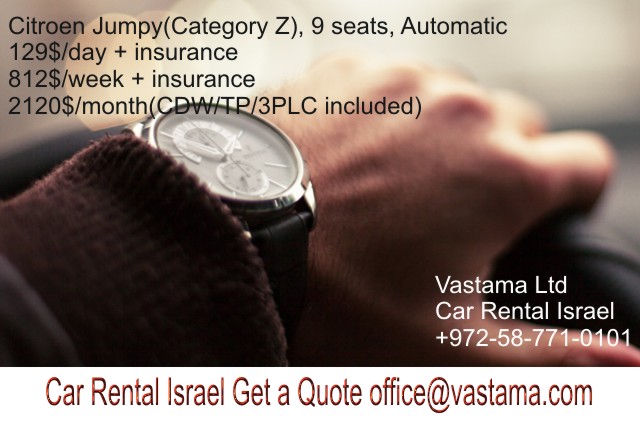 Citroen Jumpy(Category Z), 9 seats, Automatic
129$/day + insurance
812$/week + insurance
2120$/month(CDW/TP/3PLC included)
Vastama Ltd
Car Rental Israel
+972-58-771-0101
Car Rental Israel Get a Quote office@vastama.com